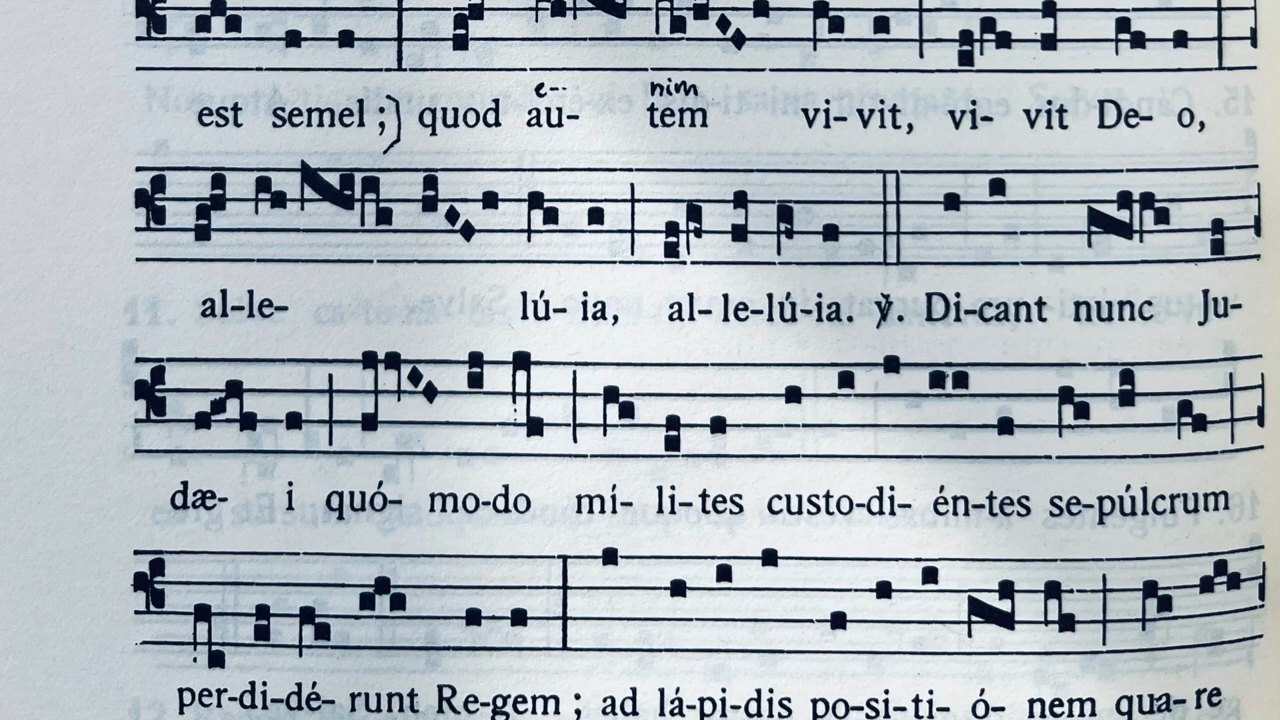 e-- nim
est semel;) quod au- tem vi-vit, vi- vit De- o,
al-le- lú- ia, al-le-lú-ia. ℣. Di-cant nunc Ju-
dæ- i quó- mo-do mí- li-tes custo-di- én-tes se-púlcrum
per-di-dé- runt Re-gem ; ad lá-pi-dis po-si-ti- ó- nem qua-re